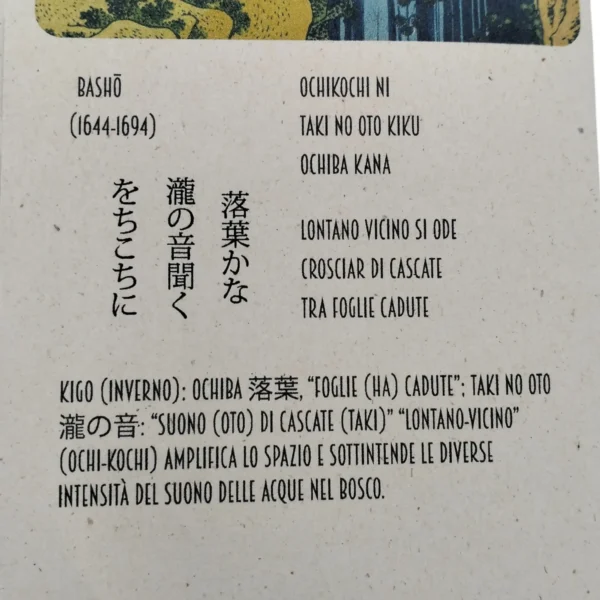 BASHŌ
(1644-1694)
落葉かな
瀧の音聞く
をちこちに
OCHIKOCHI NI
TAKI NO OTO KIKU
OCHIBA KANA
LONTANO VICINO SI ODE
CROSCIAR DI CASCATE
TRA FOGLIE CADUTE
KIGO (INVERNO): OCHIBA 落葉, “FOGLIE (HA) CADUTE”; TAKI NO OTO
瀧の音: “SUONO (OTO) DI CASCATE (TAKI)” “LONTANO-VICINO”
(OCHI-KOCHI) AMPLIFICA LO SPAZIO E SOTTINTENDE LE DIVERSE
INTENSITÀ DEL SUONO DELLE ACQUE NEL BOSCO.